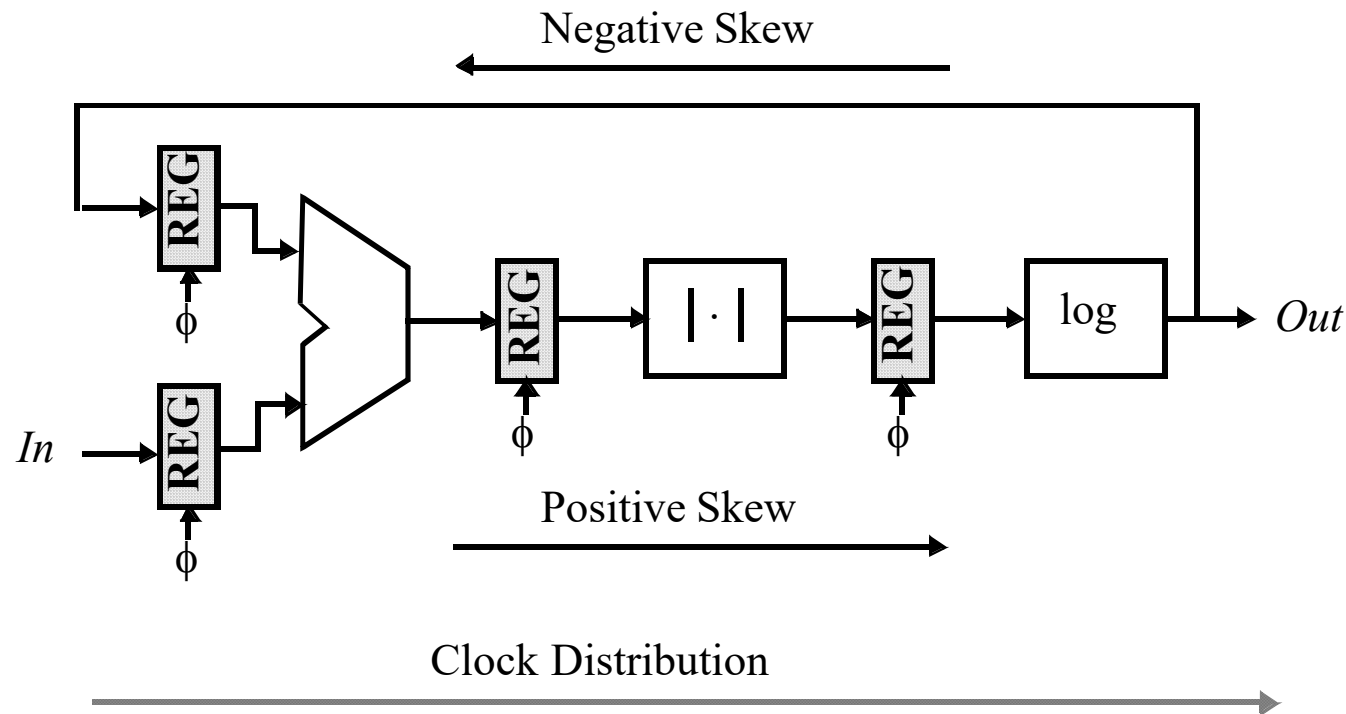 Negative Skew
REG
ϕ
REG
| · |
REG
log
Out
ϕ
ϕ
In
REG
ϕ
Positive Skew
Clock Distribution